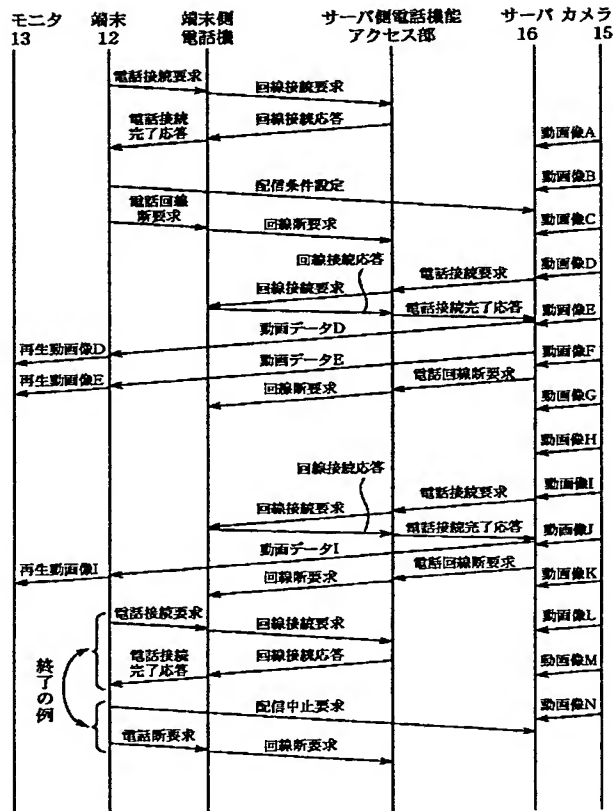 モニタ 端末 端末側 サーバ側電話機能 サーバ カメラ
13 12 電話機 アクセス部 16 15
電話接続要求
回線接続要求
電話接続
完了応答
回線接続応答
動画像A
動画像B
配信条件設定
電話回線
断要求
回線断要求
動画像C
回線接続応答
動画像D
電話接続要求
回線接続要求
電話接続完了応答
動画像E
動画データD
再生動画像D
動画像F
動画データE
再生動画像E
電話回線断要求
回線断要求
動画像G
動画像H
回線接続応答
動画像I
電話接続要求
回線接続要求
電話接続完了応答
動画像J
動画データI
再生動画像I
電話回線断要求
回線断要求
動画像K
電話接続要求
回線接続要求
動画像L
電話接続
完了応答
回線接続応答
動画像M
終了の例
配信中止要求
動画像N
電話断要求
回線断要求